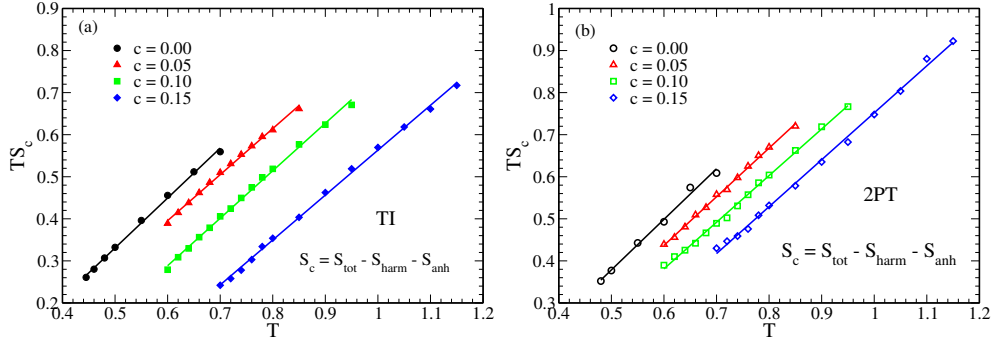 (a)
c = 0.00
c = 0.05
c = 0.10
c = 0.15
TI
S_c = S_tot - S_harm - S_anh
TS_c
0.8
0.7
0.6
0.5
0.4
0.3
0.2
0.4 0.5 0.6 0.7 0.8 0.9 1 1.1 1.2
T
(b)
c = 0.00
c = 0.05
c = 0.10
c = 0.15
2PT
S_c = S_tot - S_harm - S_anh
TS_c
1
0.9
0.8
0.7
0.6
0.5
0.4
0.3
0.4 0.5 0.6 0.7 0.8 0.9 1 1.1 1.2
T